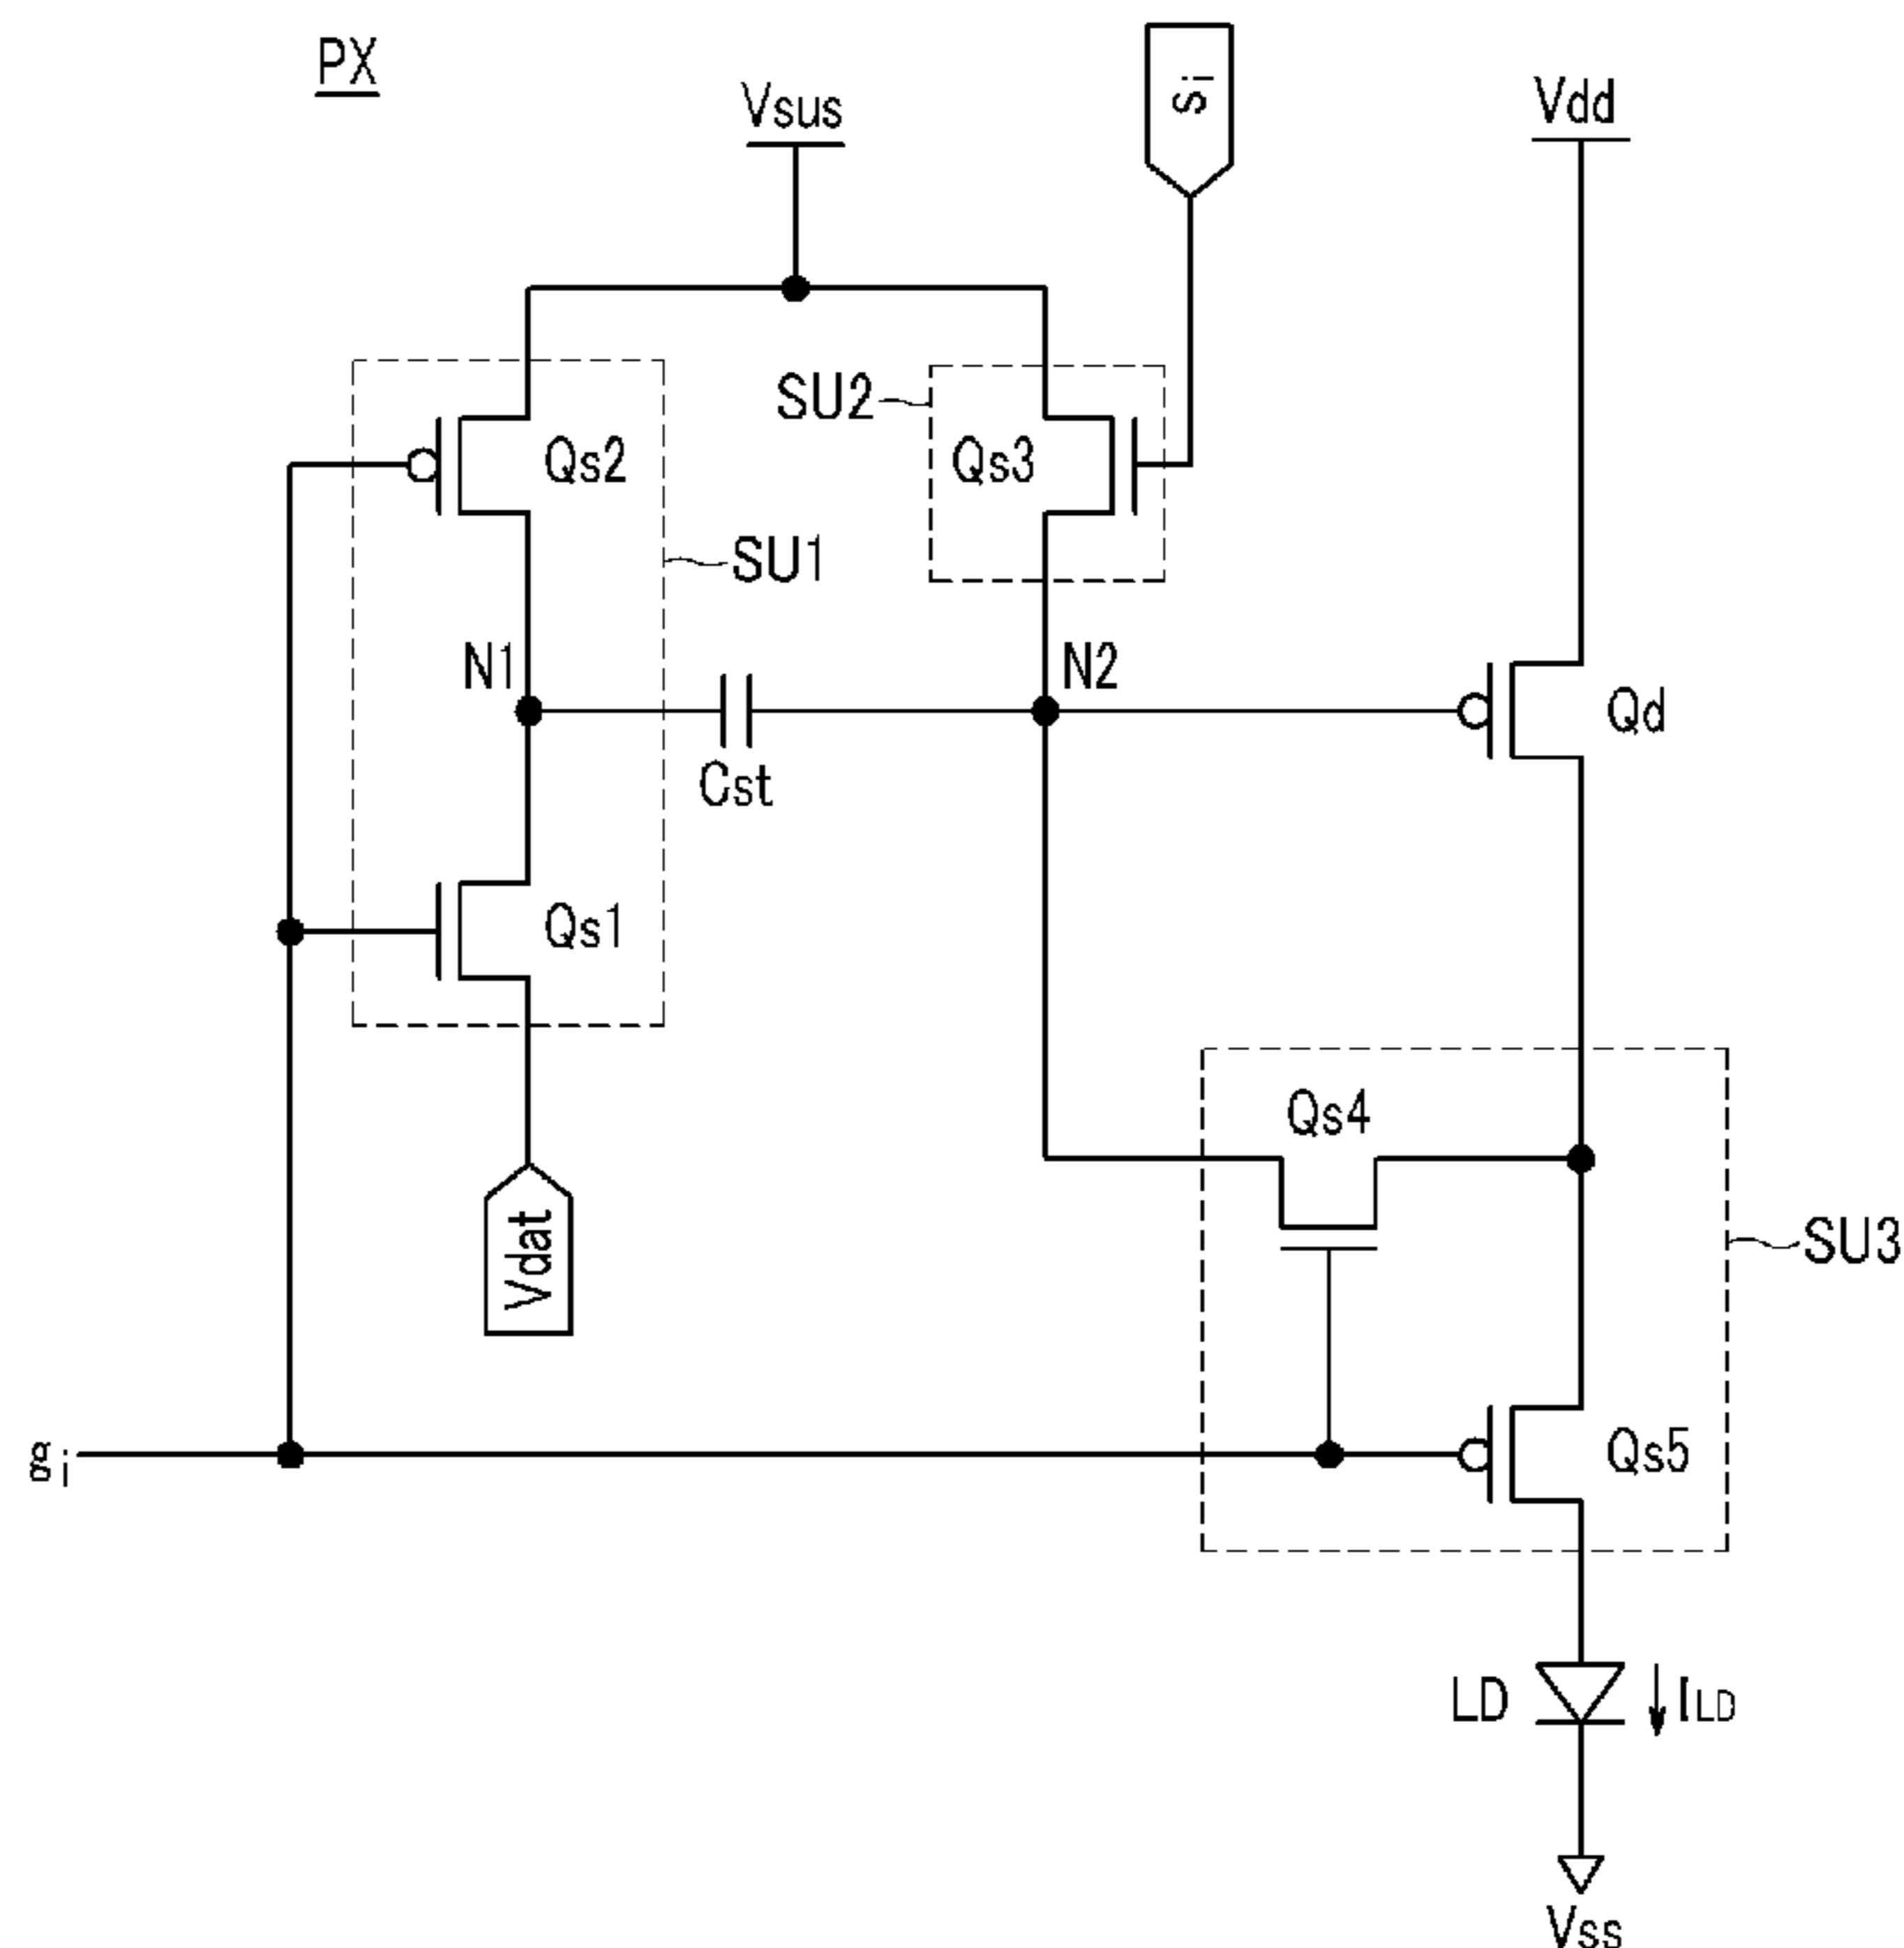 PX
Vsus
si
Vdd
SU2
Qs2
Qs3
SU1
N1
N2
Qd
Cst
Qs1
Qs4
Vdat
SU3
gi
Qs5
LD
ILD
Vss